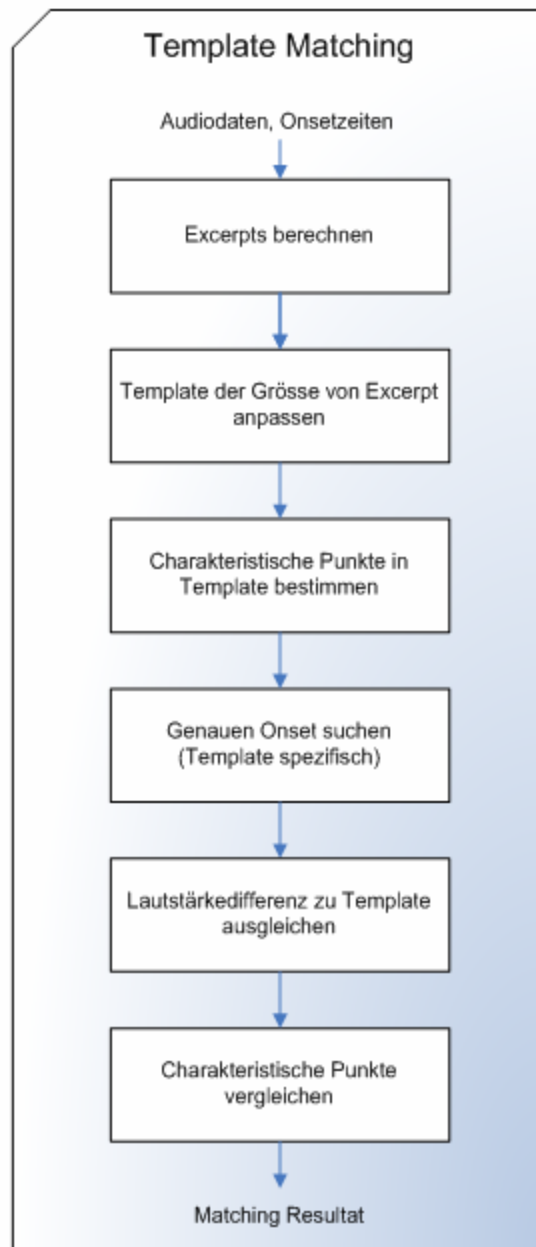 Template Matching
Audiodaten, Onsetzeiten
Excerpts berechnen
Template der Grösse von Excerpt
anpassen
Charakteristische Punkte in
Template bestimmen
Genauen Onset suchen
(Template spezifisch)
Lautstärkedifferenz zu Template
ausgleichen
Charakteristische Punkte
vergleichen
Matching Resultat